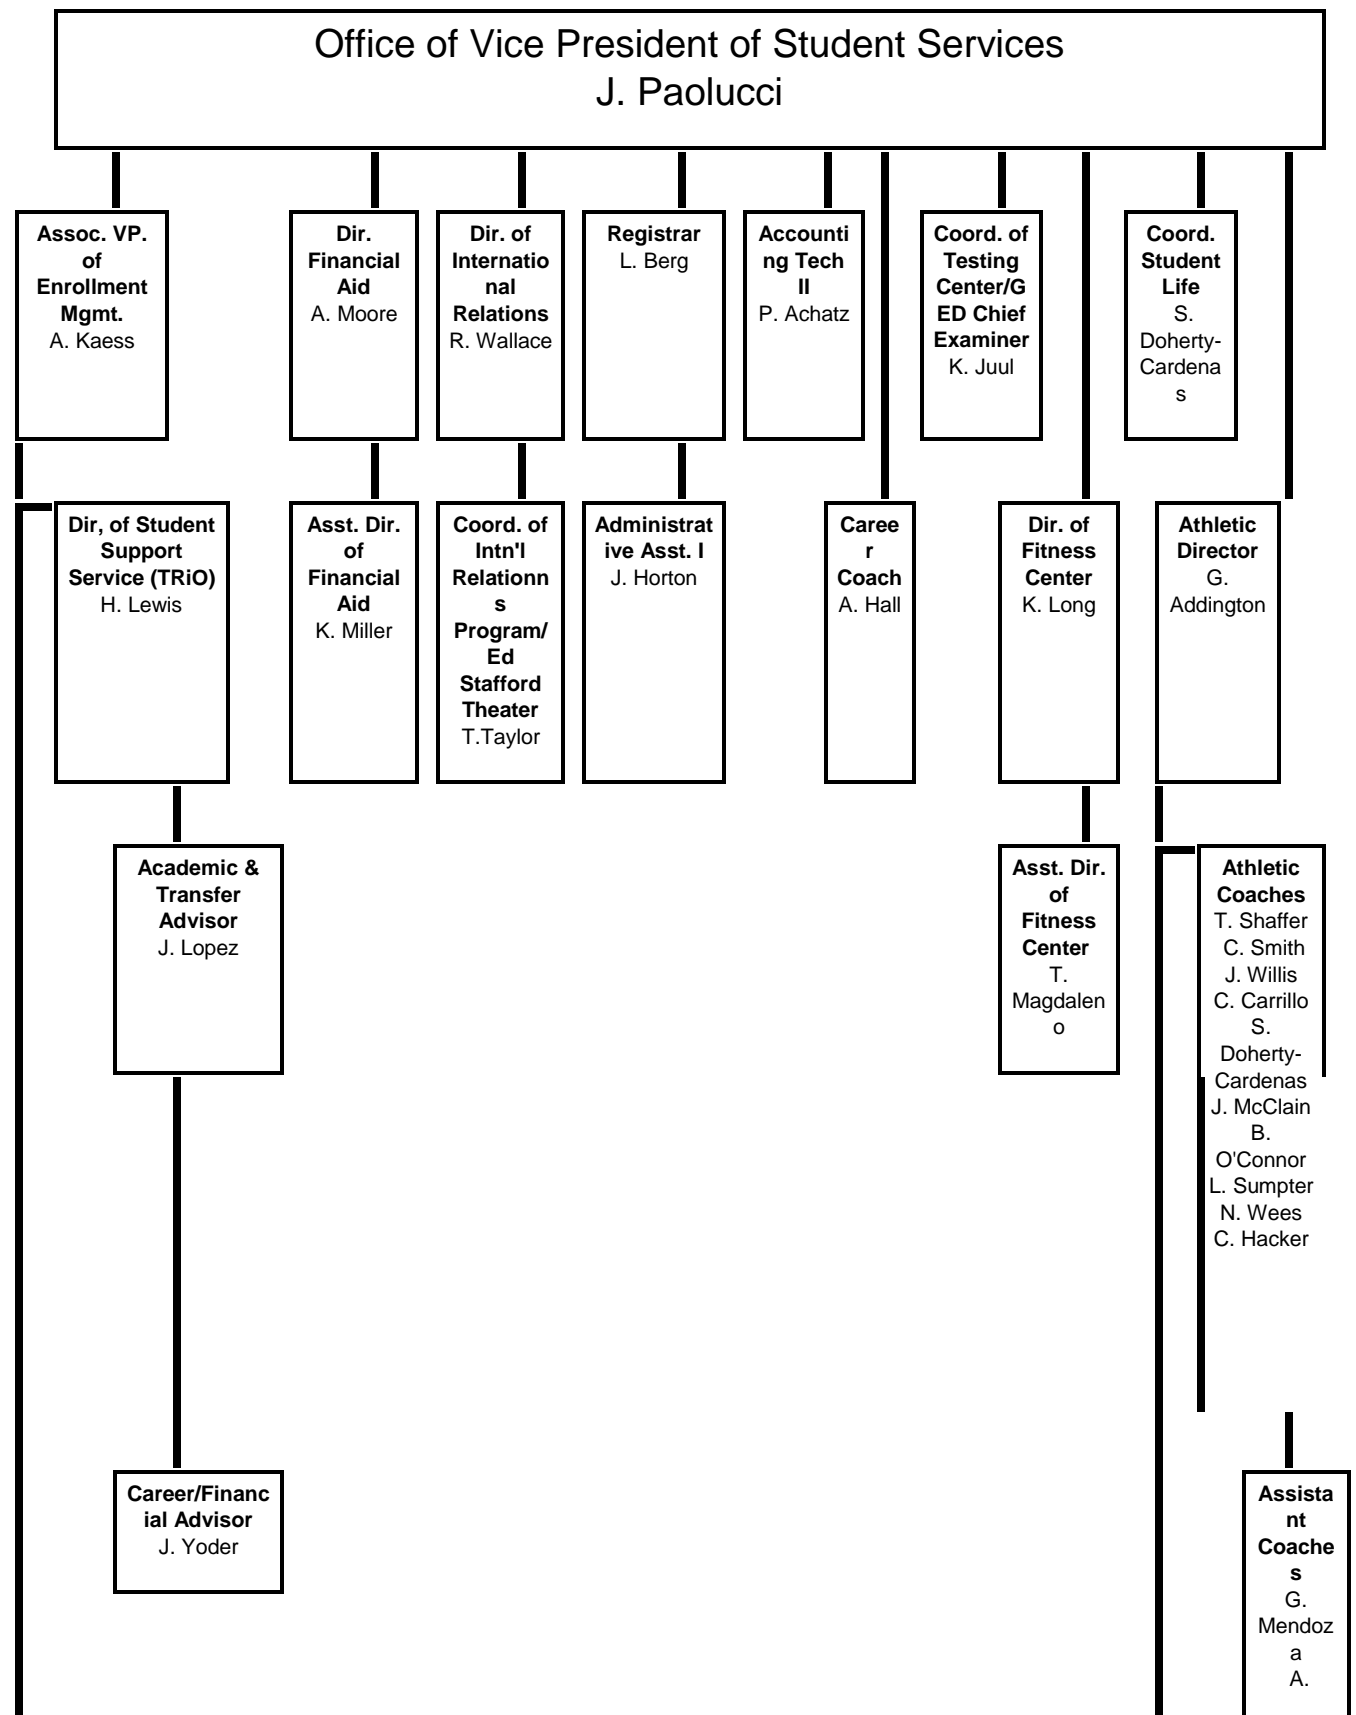 Office of Vice President of Student Services
J. Paolucci
Assoc. VP.
of
Enrollment
Mgmt.
A. Kaess
Dir.
Financial
Aid
A. Moore
Dir. of
Internatio
nal
Relations
R. Wallace
Registrar
L. Berg
Accounti
ng Tech
II
P. Achatz
Coord. of
Testing
Center/G
ED Chief
Examiner
K. Juul
Coord.
Student
Life
S.
Doherty-
Cardena
s
Dir, of Student
Support
Service (TRiO)
H. Lewis
Asst. Dir.
of
Financial
Aid
K. Miller
Coord. of
Intn'l
Relationn
s
Program/
Ed
Stafford
Theater
T.Taylor
Administrat
ive Asst. I
J. Horton
Caree
r
Coach
A. Hall
Dir. of
Fitness
Center
K. Long
Athletic
Director
G.
Addington
Academic &
Transfer
Advisor
J. Lopez
Asst. Dir.
of
Fitness
Center
T.
Magdalen
o
Athletic
Coaches
T. Shaffer
C. Smith
J. Willis
C. Carrillo
S.
Doherty-
Cardenas
J. McClain
B.
O'Connor
L. Sumpter
N. Wees
C. Hacker
Career/Financ
ial Advisor
J. Yoder
Assista
nt
Coache
s
G.
Mendoz
a
A.